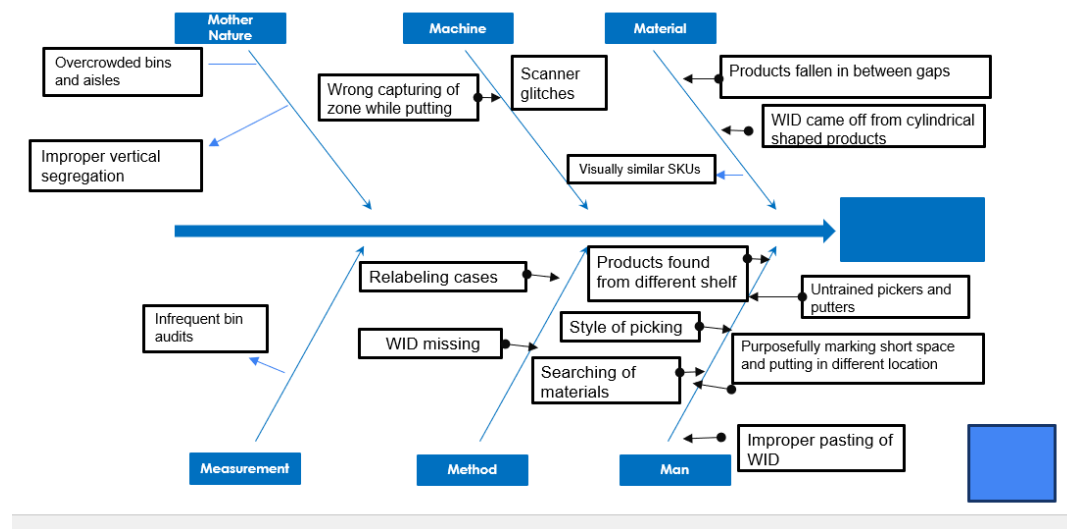 Mother
Nature
Machine
Material
Overcrowded bins
and aisles
Wrong capturing of
zone while putting
Scanner
glitches
Products fallen in between gaps
WID came off from cylindrical
shaped products
Improper vertical
segregation
Visually similar SKUs
Relabeling cases
Products found
from different shelf
Untrained pickers and
putters
Infrequent bin
audits
Style of picking
WID missing
Purposefully marking short space
and putting in different location
Searching of
materials
Improper pasting of
WID
Measurement
Method
Man